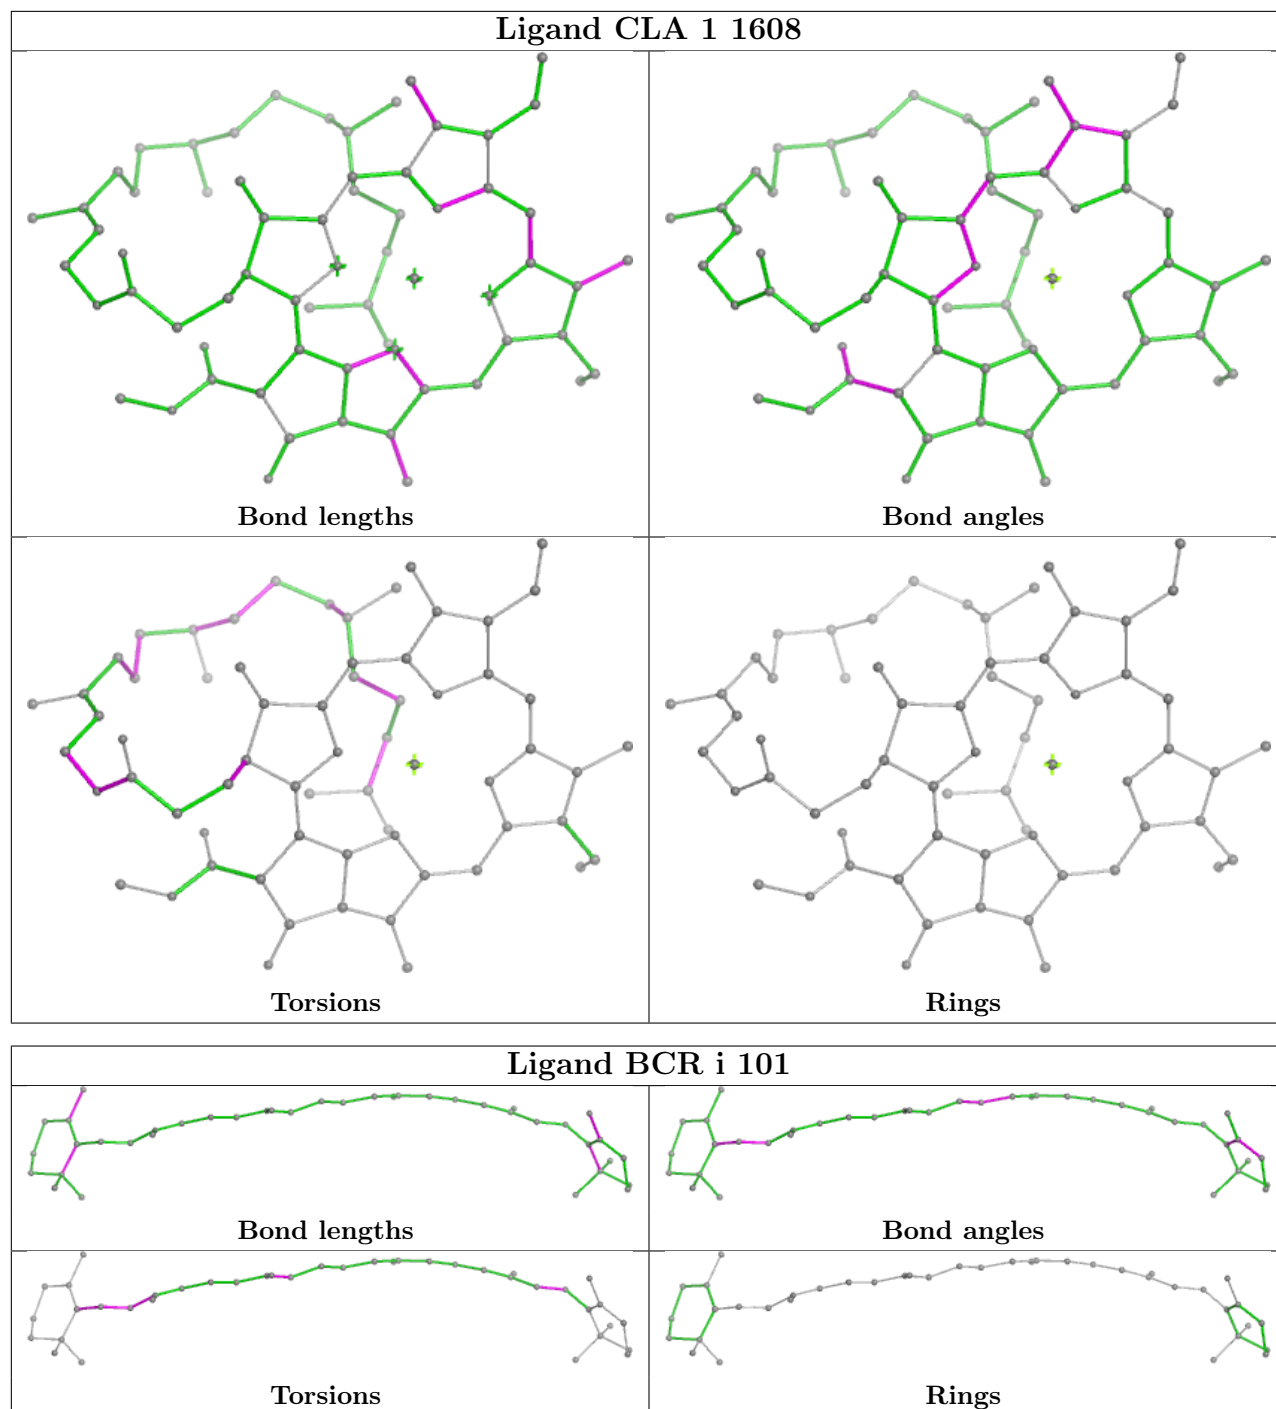 Ligand CLA 1 1608
Bond lengths
Bond angles
Torsions
Rings
Ligand BCR i 101
Bond lengths
Bond angles
Torsions
Rings